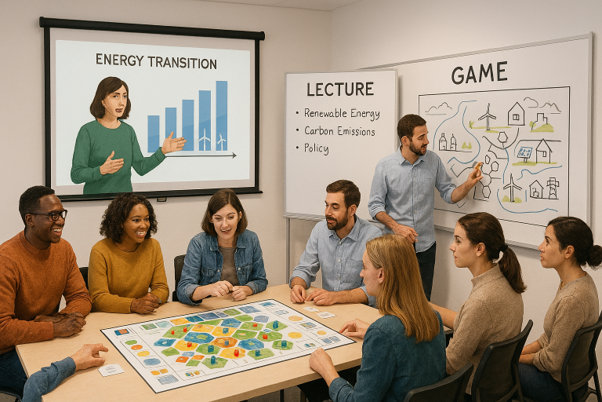 ENERGY TRANSITION
LECTURE
• Renewable Energy
• Carbon Emissions
• Policy
GAME